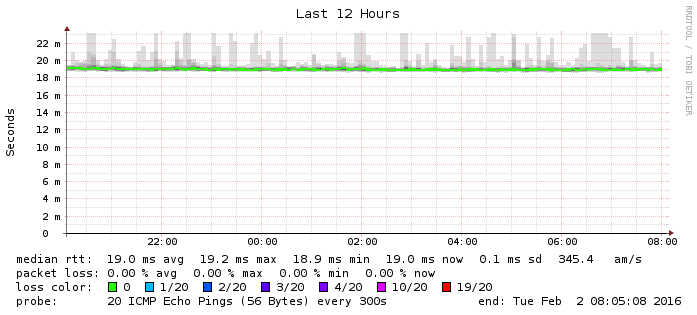 Last 12 Hours
RRDTOOL / TOBI OETIKER
Seconds
22 m
20 m
18 m
16 m
14 m
12 m
10 m
8 m
6 m
4 m
2 m
0
22:00 00:00 02:00 04:00 06:00 08:00
median rtt: 19.0 ms avg 19.2 ms max 18.9 ms min 19.0 ms now 0.1 ms sd 345.4 am/s
packet loss: 0.00 % avg 0.00 % max 0.00 % min 0.00 % now
loss color: 0 1/20 2/20 3/20 4/20 10/20 19/20
probe: 20 ICMP Echo Pings (56 Bytes) every 300s end: Tue Feb 2 08:05:08 2016